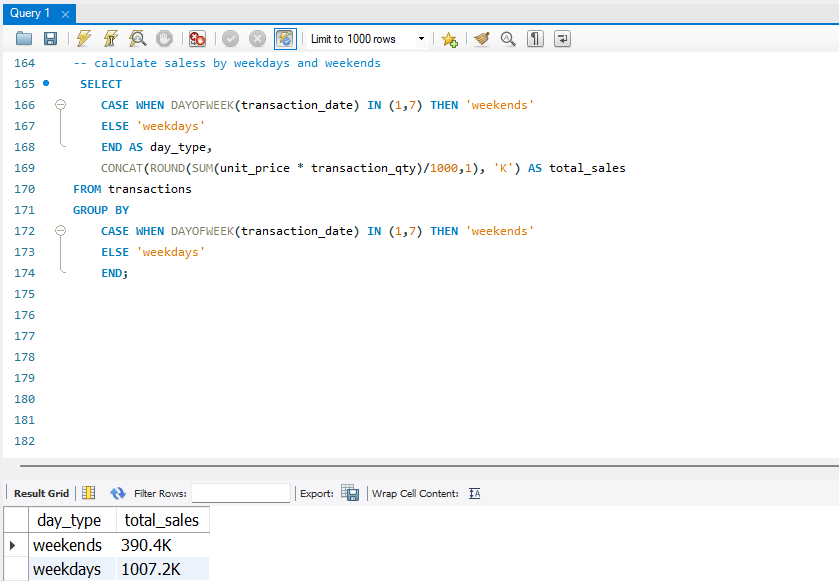 Query 1
Limit to 1000 rows
164 -- calculate saless by weekdays and weekends
165 SELECT
166 CASE WHEN DAYOFWEEK(transaction_date) IN (1,7) THEN 'weekends'
167 ELSE 'weekdays'
168 END AS day_type,
169 CONCAT(ROUND(SUM(unit_price * transaction_qty)/1000,1), 'K') AS total_sales
170 FROM transactions
171 GROUP BY
172 CASE WHEN DAYOFWEEK(transaction_date) IN (1,7) THEN 'weekends'
173 ELSE 'weekdays'
174 END;
175
176
177
178
179
180
181
182
Result Grid Filter Rows: Export: Wrap Cell Content: IA
day_type total_sales
weekends 390.4K
weekdays 1007.2K